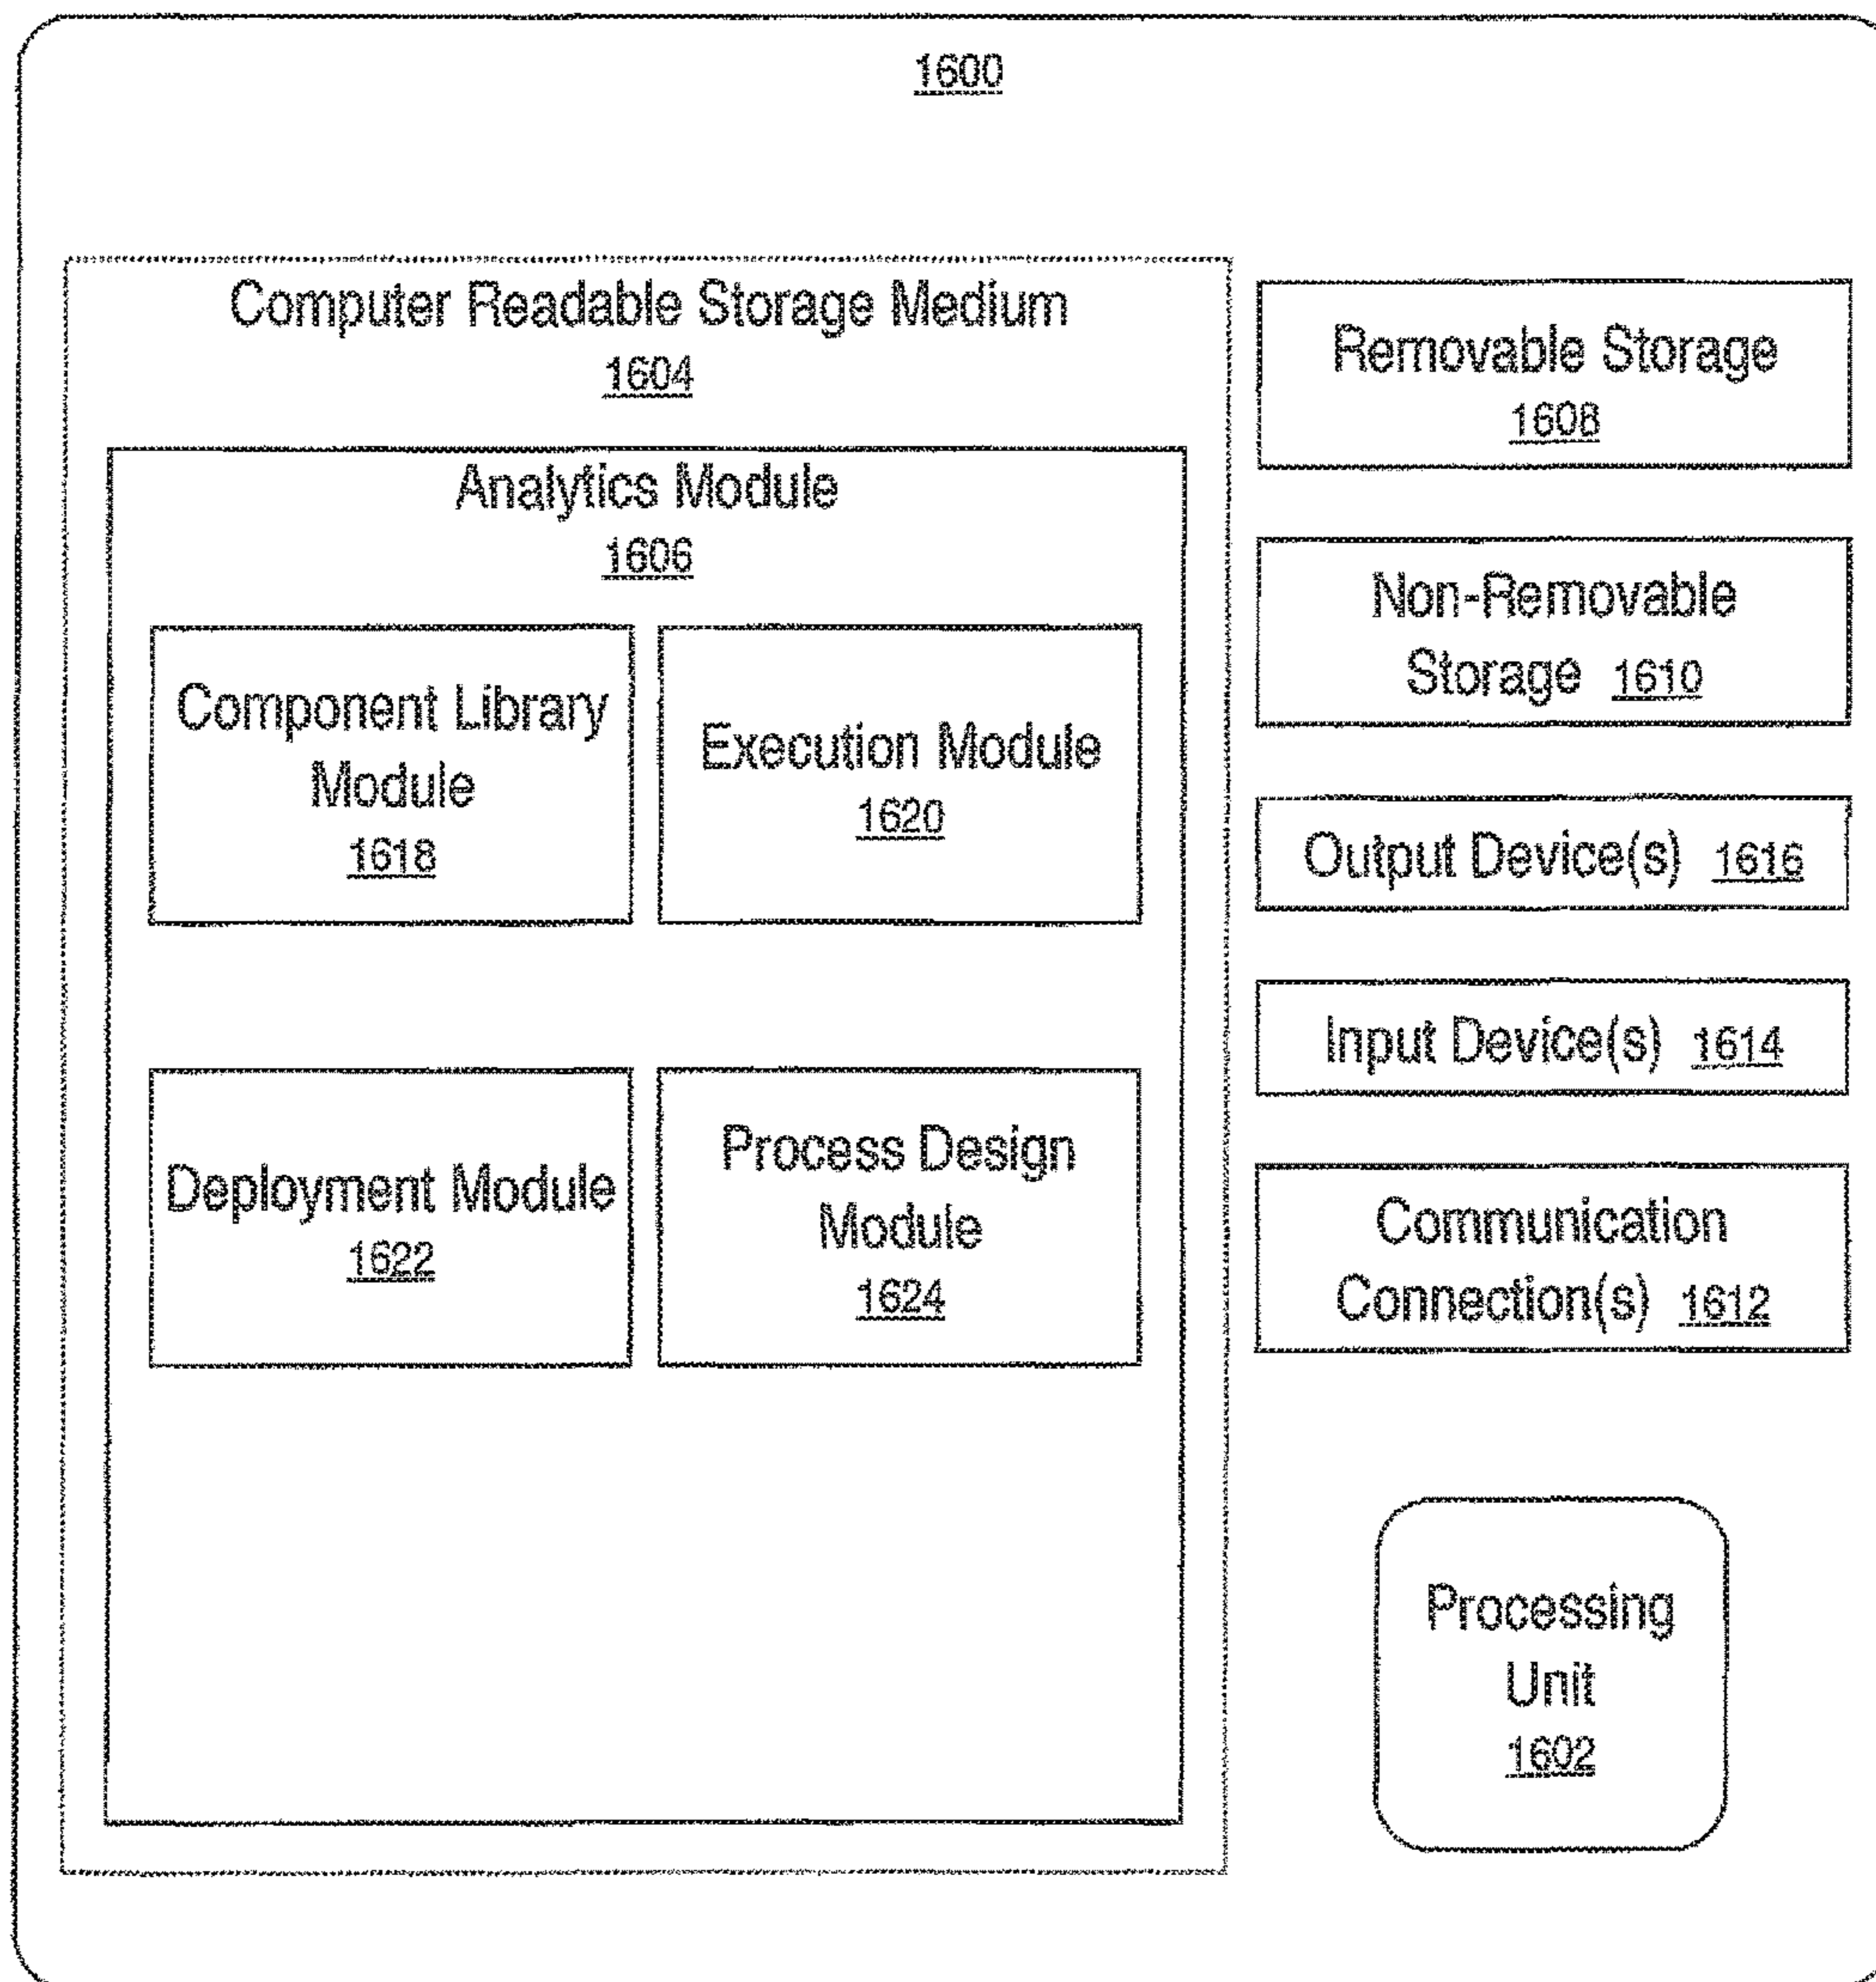 1600
Computer Readable Storage Medium
1604
Analytics Module
1606
Component Library
Module
1618
Execution Module
1620
Deployment Module
1622
Process Design
Module
1624
Removable Storage
1608
Non-Removable
Storage 1610
Output Device(s) 1616
Input Device(s) 1614
Communication
Connection(s) 1612
Processing
Unit
1602